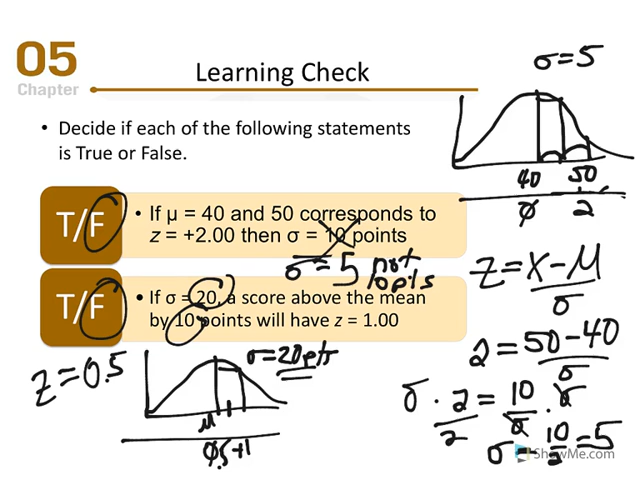 05
Chapter
Learning Check
• Decide if each of the following statements
is True or False.
T/F
• If μ = 40 and 50 corresponds to
z = +2.00 then σ = 10 points
σ = 5 not
10pts
T/F
• If σ = 20, a score above the mean
by 10 points will have z = 1.00
z = 0.5
σ = 20pts
μ
0 .5 +1
σ = 5
40 50
0 2
z = X - μ
σ
2 = 50 - 40
σ
σ · 2 = 10 · σ
2 σ
σ = 10 = 5
2
ShowMe.com